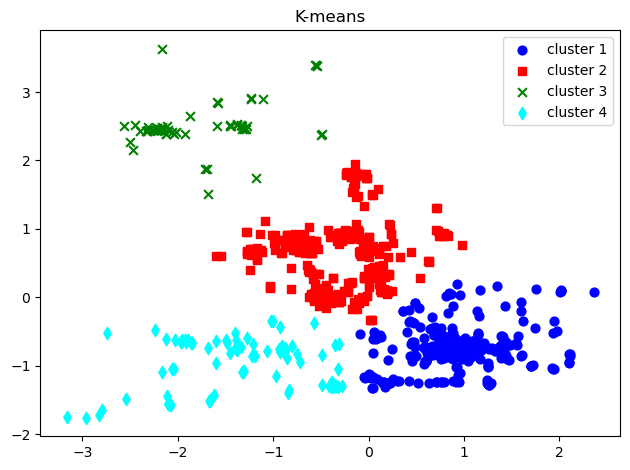 K-means
cluster 1
cluster 2
cluster 3
cluster 4
3
2
1
0
−1
−2
−3
−2
−1
0
1
2